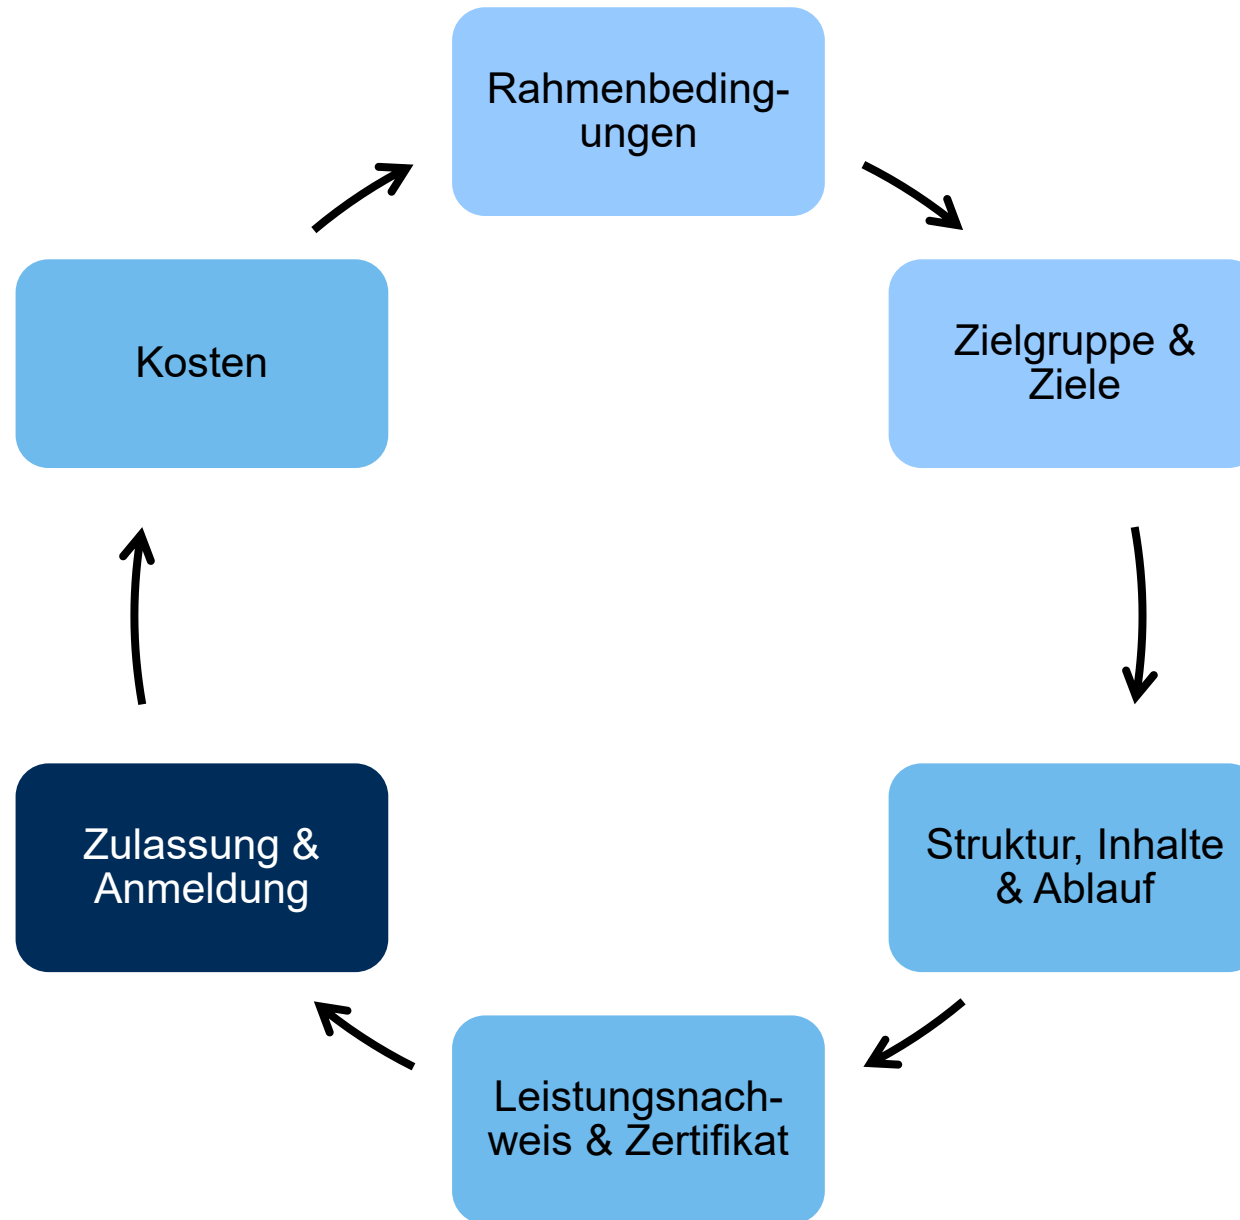 Rahmenbeding-
ungen
Zielgruppe &
Ziele
Struktur, Inhalte
& Ablauf
Leistungsnach-
weis & Zertifikat
Zulassung &
Anmeldung
Kosten